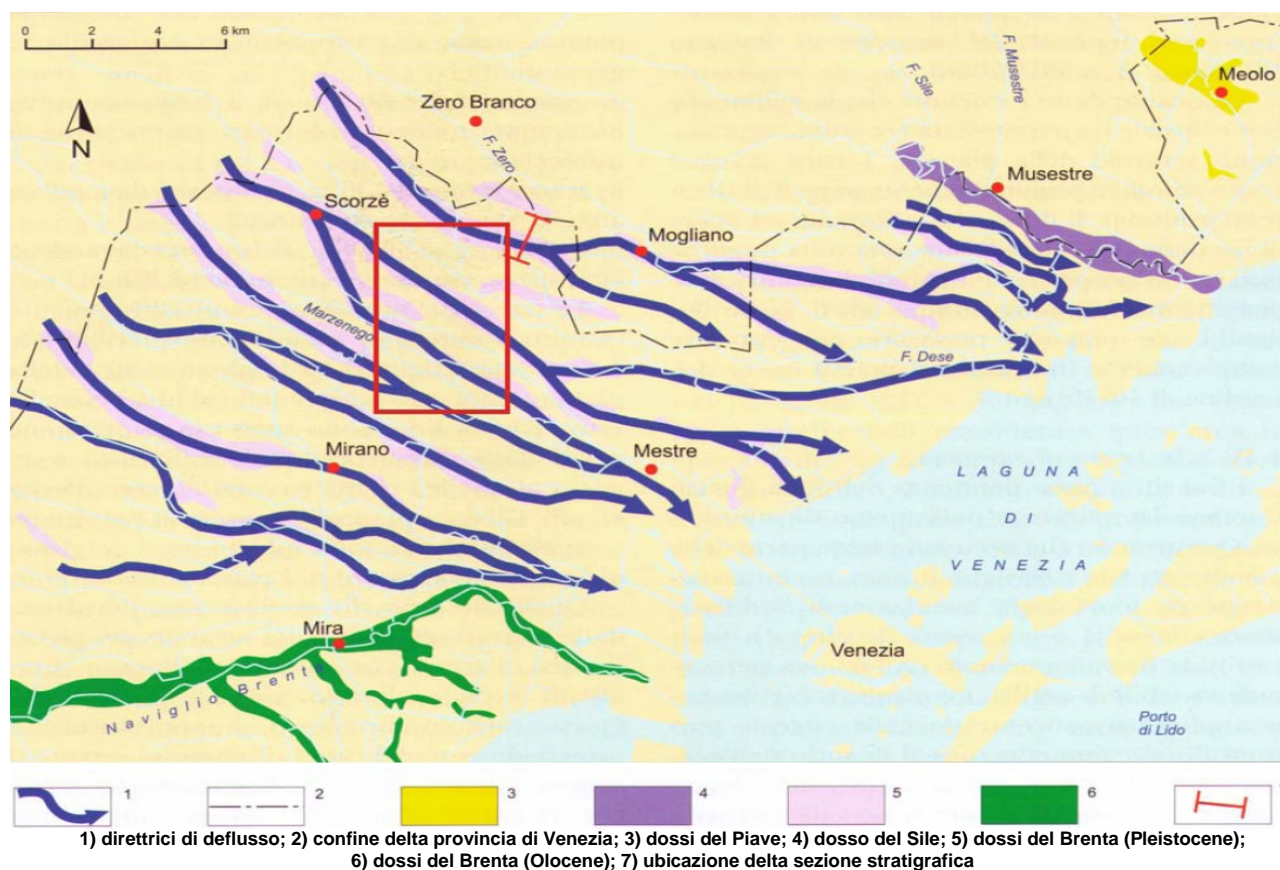 0 2 4 6 km
N
Zero Branco
F. Zero
F. Sile
F. Musestre
Meolo
Musestre
Scorzè
Mogliano
Marzenego
F. Dese
Mirano
Mestre
LAGUNA
DI
VENEZIA
Mira
Venezia
Naviglio Brenta
Porto
di Lido
1 2 3 4 5 6
1) direttrici di deflusso; 2) confine delta provincia di Venezia; 3) dossi del Piave; 4) dosso del Sile; 5) dossi del Brenta (Pleistocene);
6) dossi del Brenta (Olocene); 7) ubicazione delta sezione stratigrafica